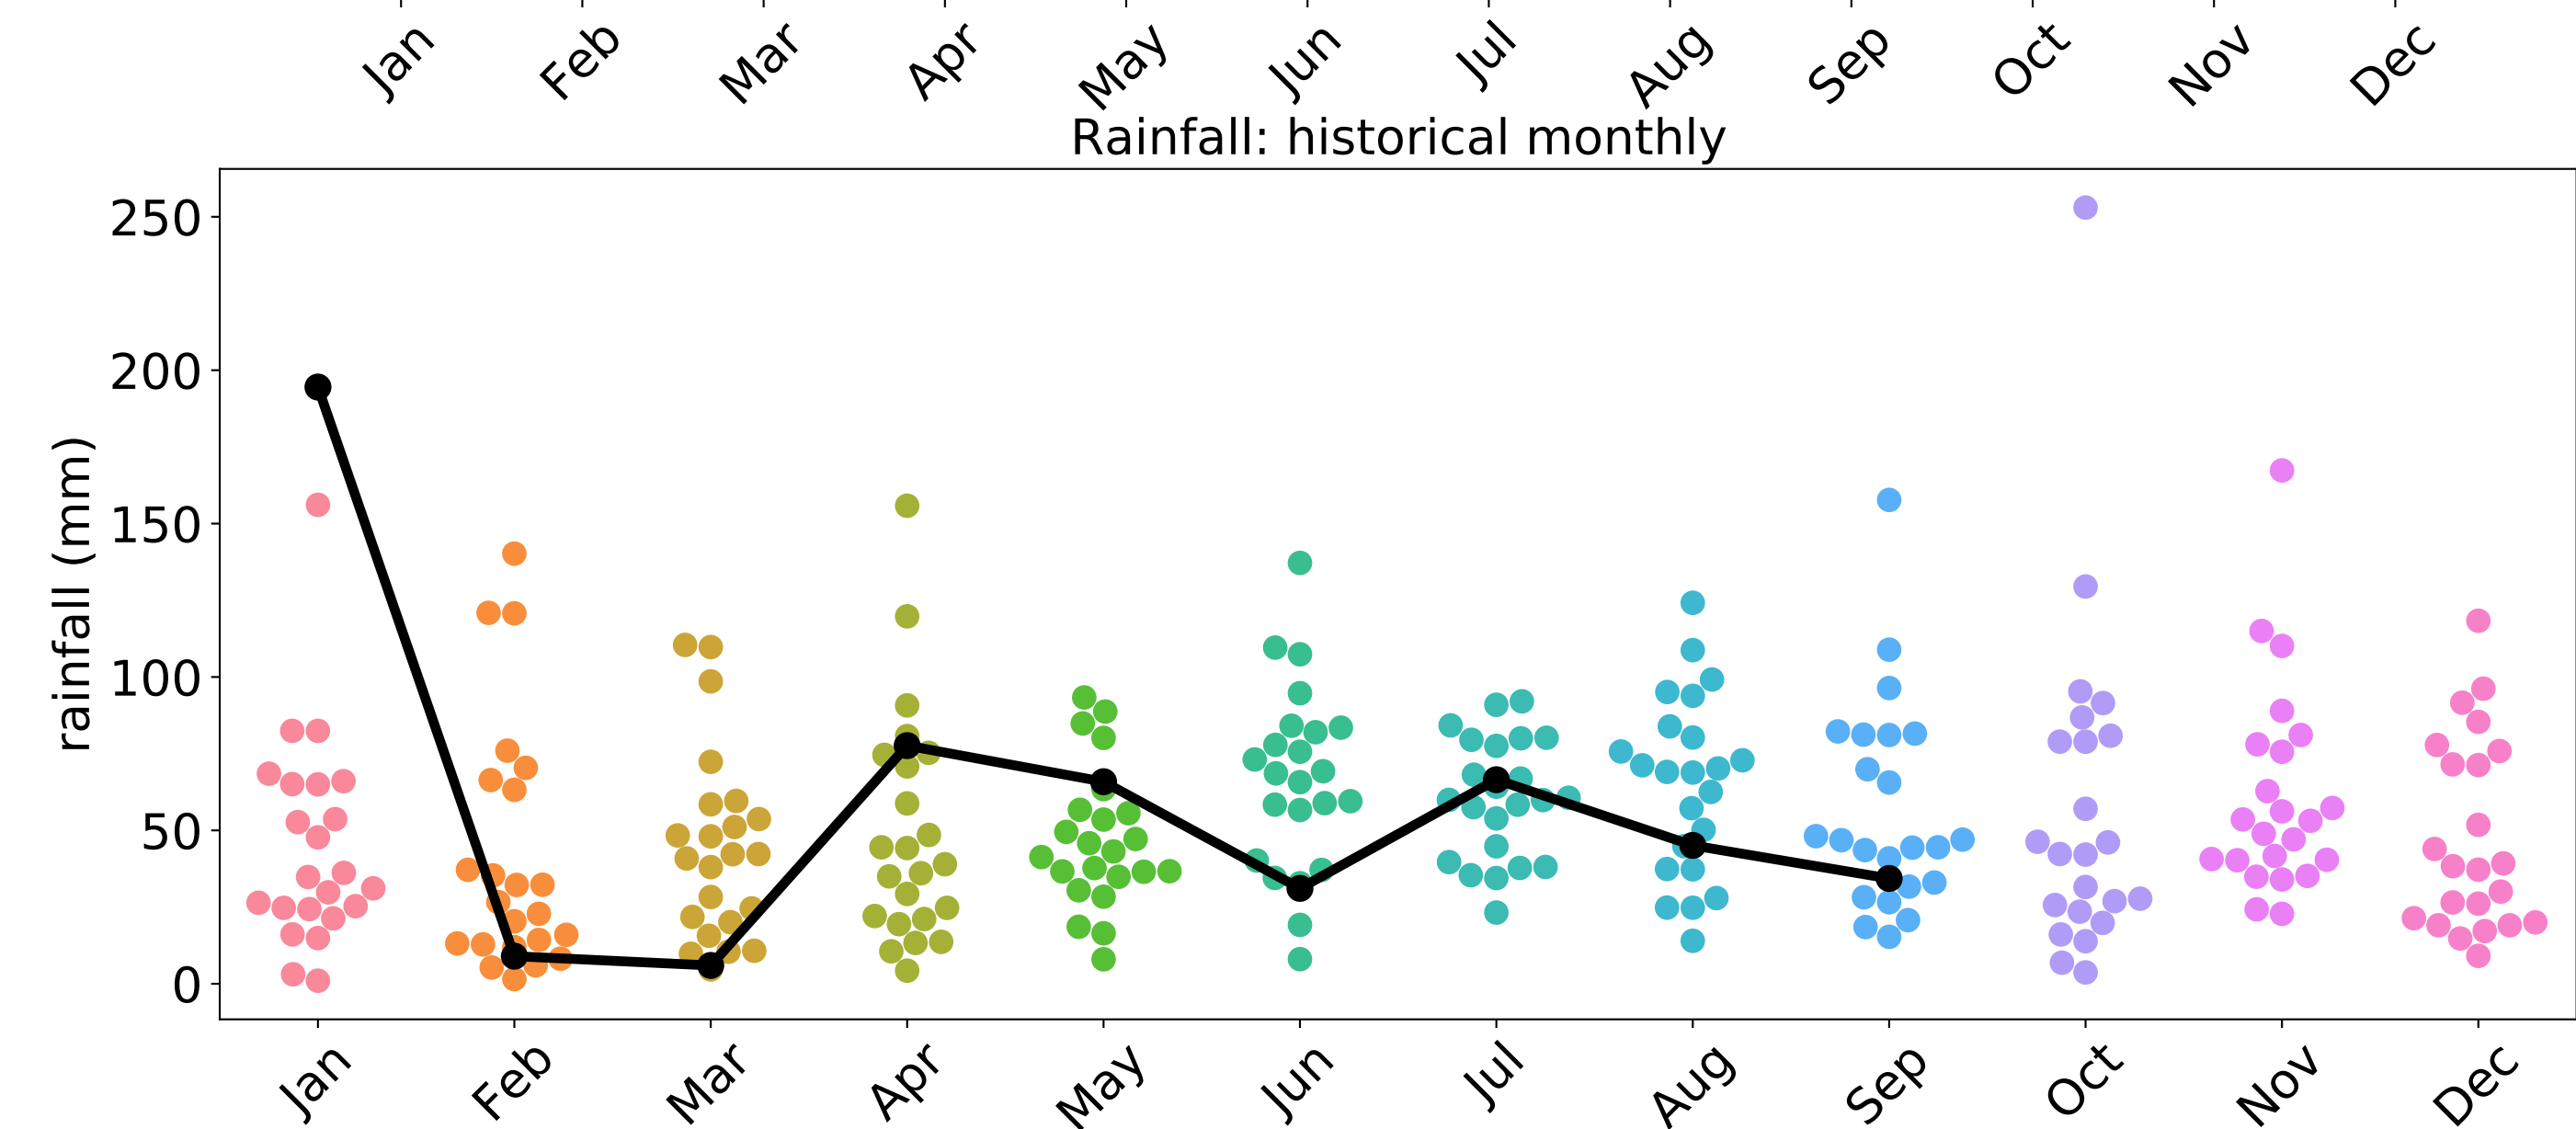 Jan Feb Mar Apr May Jun Jul Aug Sep Oct Nov Dec
Rainfall: historical monthly
250
200
150
100
50
0
rainfall (mm)
Jan Feb Mar Apr May Jun Jul Aug Sep Oct Nov Dec